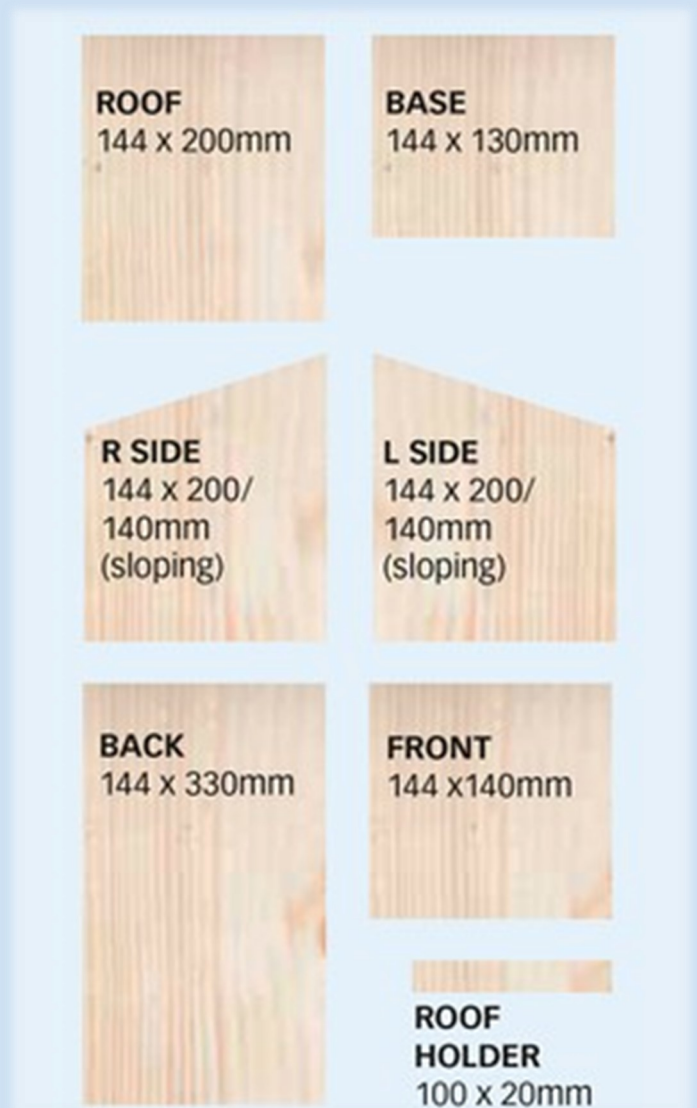 ROOF
144 x 200mm
BASE
144 x 130mm
R SIDE
144 x 200/
140mm
(sloping)
L SIDE
144 x 200/
140mm
(sloping)
BACK
144 x 330mm
FRONT
144 x140mm
ROOF
HOLDER
100 x 20mm